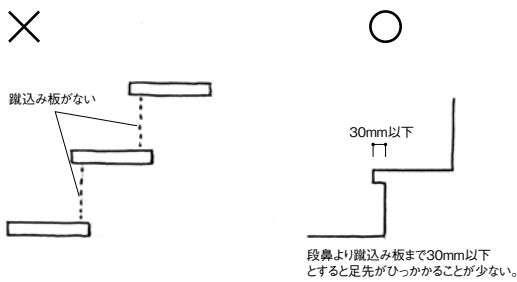 蹴込み板がない
30mm以下
段鼻より蹴込み板まで30mm以下
とすると足先がひっかかることが少ない。